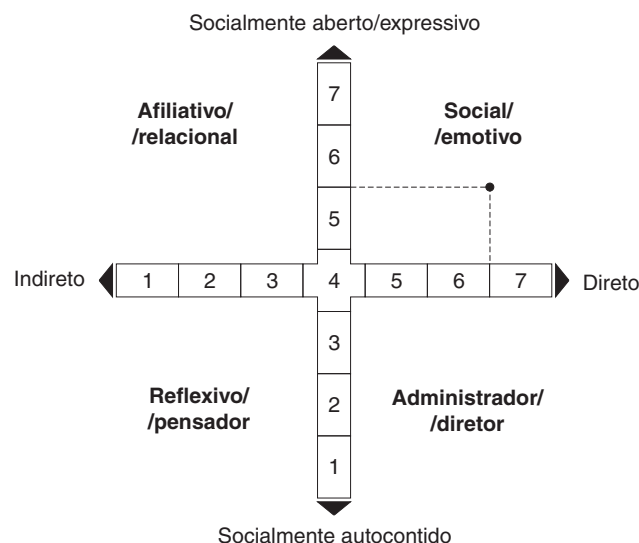 Socialmente aberto/expressivo
7
Afiliativo/
/relacional
Social/
/emotivo
6
5
Indireto
1 2 3 4 5 6 7
Direto
3
Reflexivo/
/pensador
2
Administrador/
/diretor
1
Socialmente autocontido